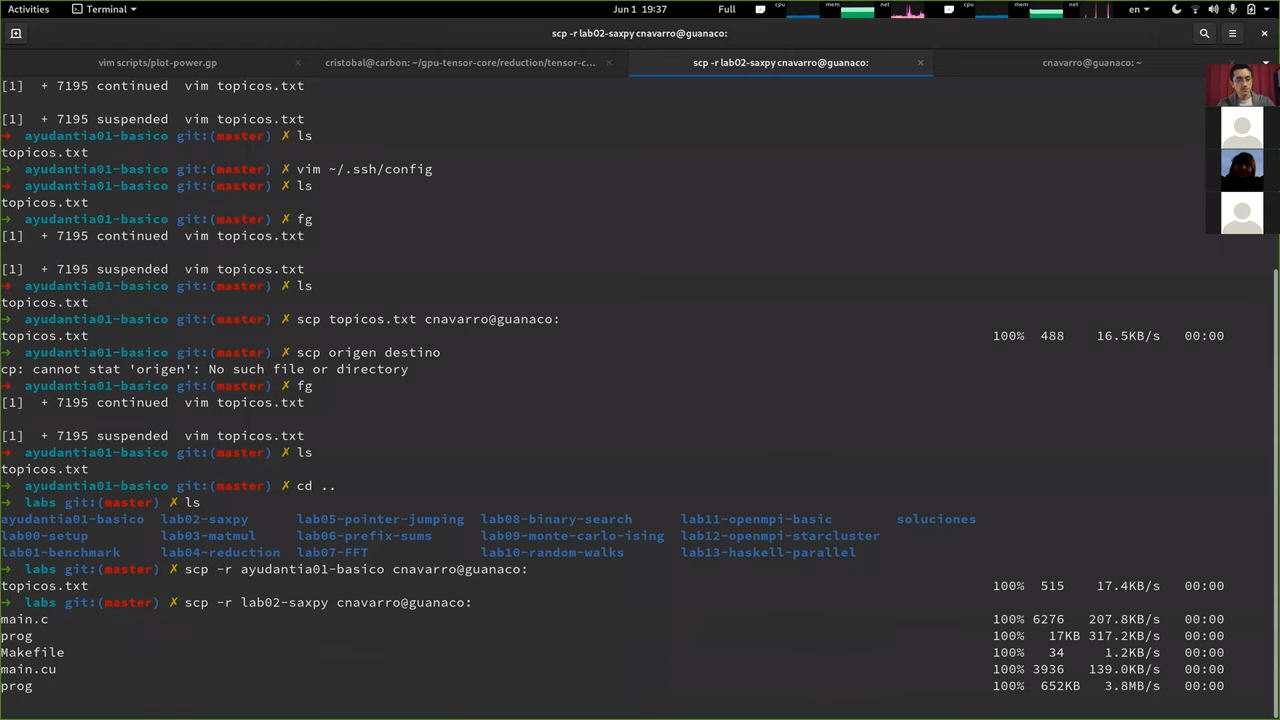 Activities Terminal Jun 1 19:37 Full cpu mem net cpu mem net en
scp -r lab02-saxpy cnavarro@guanaco:
vim scripts/plot-power.gp × cristobal@carbon: ~/gpu-tensor-core/reduction/tensor-c... × scp -r lab02-saxpy cnavarro@guanaco: × cnavarro@guanaco: ~
[1]  + 7195 continued  vim topicos.txt
[1]  + 7195 suspended  vim topicos.txt
→  ayudantia01-basico git:(master) ✗ ls
topicos.txt
→  ayudantia01-basico git:(master) ✗ vim ~/.ssh/config
→  ayudantia01-basico git:(master) ✗ ls
topicos.txt
→  ayudantia01-basico git:(master) ✗ fg
[1]  + 7195 continued  vim topicos.txt
[1]  + 7195 suspended  vim topicos.txt
→  ayudantia01-basico git:(master) ✗ ls
topicos.txt
→  ayudantia01-basico git:(master) ✗ scp topicos.txt cnavarro@guanaco:
topicos.txt 100% 488 16.5KB/s 00:00
→  ayudantia01-basico git:(master) ✗ scp origen destino
cp: cannot stat 'origen': No such file or directory
→  ayudantia01-basico git:(master) ✗ fg
[1]  + 7195 continued  vim topicos.txt
[1]  + 7195 suspended  vim topicos.txt
→  ayudantia01-basico git:(master) ✗ ls
topicos.txt
→  ayudantia01-basico git:(master) ✗ cd ..
→  labs git:(master) ✗ ls
ayudantia01-basico lab02-saxpy lab05-pointer-jumping lab08-binary-search lab11-openmpi-basic soluciones
lab00-setup lab03-matmul lab06-prefix-sums lab09-monte-carlo-ising lab12-openmpi-starcluster
lab01-benchmark lab04-reduction lab07-FFT lab10-random-walks lab13-haskell-parallel
→  labs git:(master) ✗ scp -r ayudantia01-basico cnavarro@guanaco:
topicos.txt 100% 515 17.4KB/s 00:00
→  labs git:(master) ✗ scp -r lab02-saxpy cnavarro@guanaco:
main.c 100% 6276 207.8KB/s 00:00
prog 100% 17KB 317.2KB/s 00:00
Makefile 100% 34 1.2KB/s 00:00
main.cu 100% 3936 139.0KB/s 00:00
prog 100% 652KB 3.8MB/s 00:00